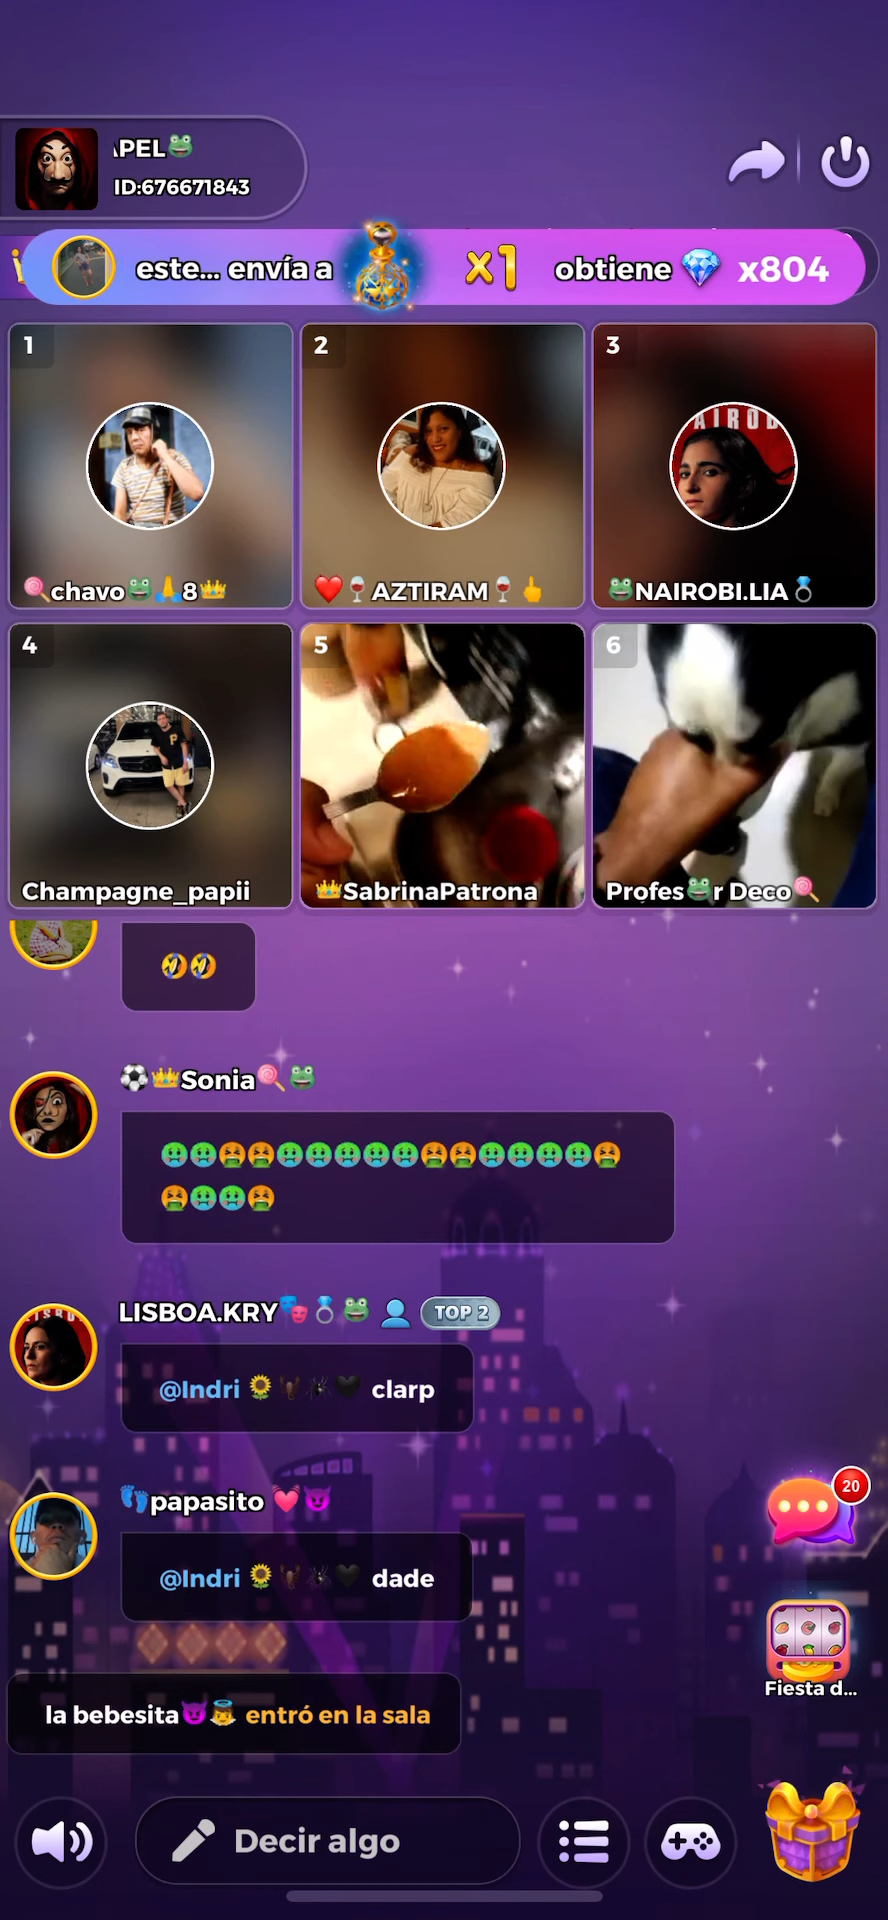 APEL🐸
ID:676671843
este... envía a x1 obtiene x804
1
2
3
AIROB
🍭chavo🐸🙏8👑
❤️🍷AZTIRAM🍷🖕
🐸NAIROBI.LIA💍
4
5
6
P
Champagne_papii
👑SabrinaPatrona
Profes🐸r Deco🍭
🤣🤣
⚽👑Sonia🍭🐸
🤢🤢🤮🤮🤢🤢🤢🤢🤢🤮🤮🤢🤢🤢🤢🤮
🤮🤢🤢🤮
LISBOA.KRY🎭💍🐸👤 TOP 2
@Indri 🌻🦞🕷️🖤 clarp
👣papasito 💓😈
@Indri 🌻🦞🕷️🖤 dade
20
Fiesta d...
la bebesita😈👼 entró en la sala
Decir algo